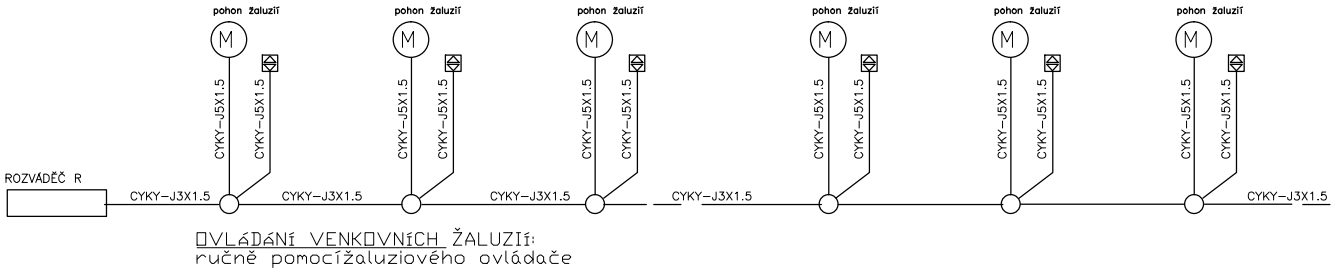 pohon žaluzií
pohon žaluzií
pohon žaluzií
pohon žaluzií
pohon žaluzií
pohon žaluzií
M
M
M
M
M
M
CYKY-J5X1.5
CYKY-J5X1.5
CYKY-J5X1.5
CYKY-J5X1.5
CYKY-J5X1.5
CYKY-J5X1.5
CYKY-J5X1.5
CYKY-J5X1.5
CYKY-J5X1.5
CYKY-J5X1.5
CYKY-J5X1.5
CYKY-J5X1.5
ROZVÁDĚČ R
CYKY-J3X1.5
CYKY-J3X1.5
CYKY-J3X1.5
CYKY-J3X1.5
CYKY-J3X1.5
OVLÁDÁNÍ VENKOVNÍCH ŽALUZIí:
ručně pomocížaluziového ovládače